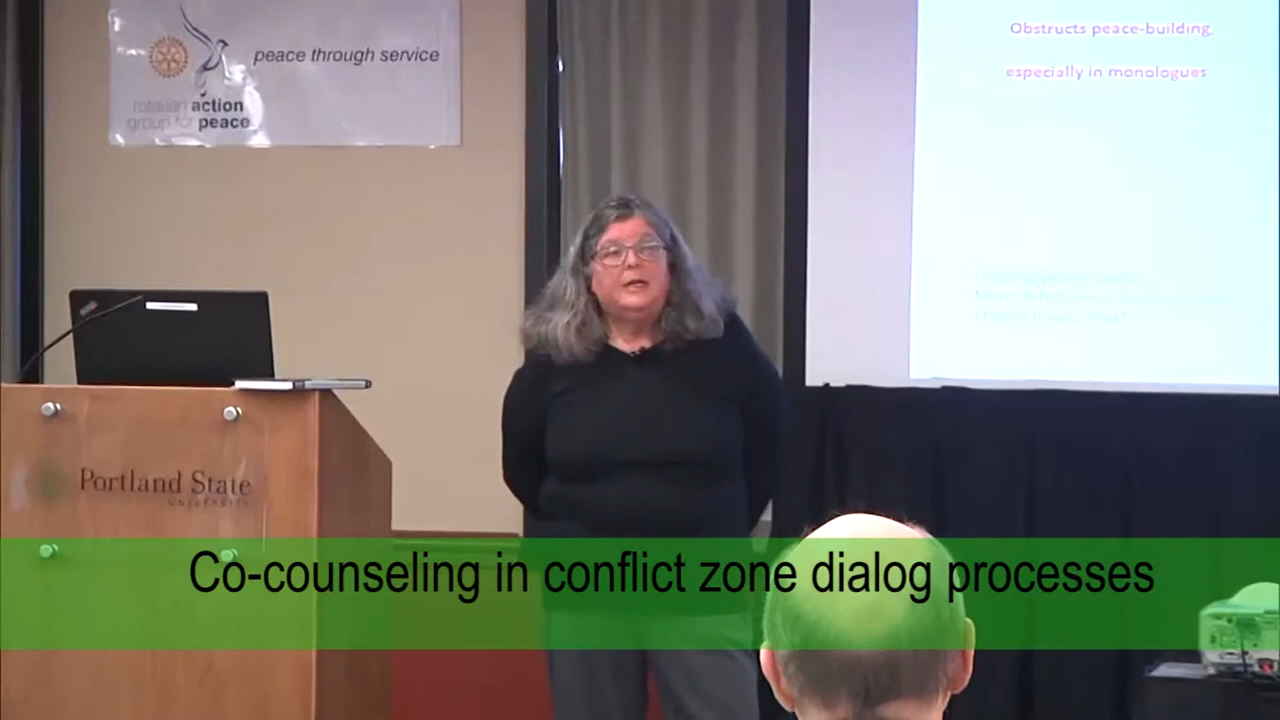 peace through service
rotarian action
group for peace
Obstructs peace-building,
especially in monologues
Portland State
UNIVERSITY
Co-counseling in conflict zone dialog processes